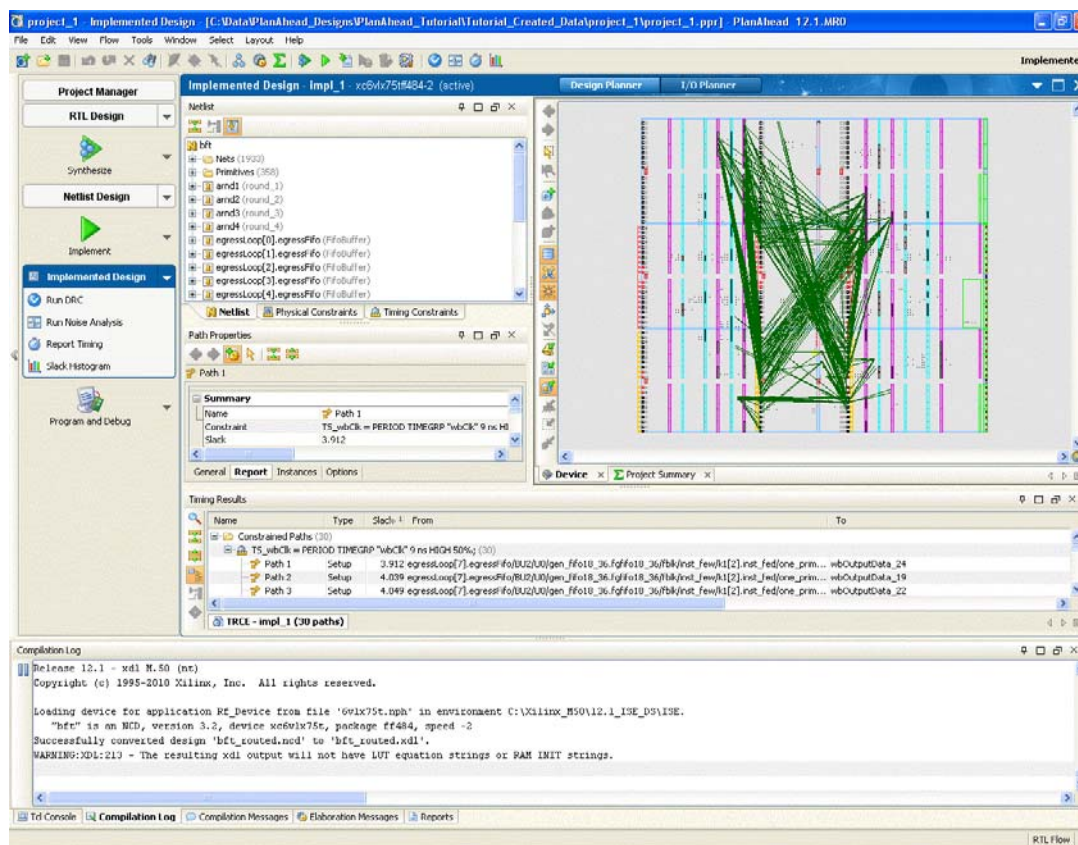 project_1 - Implemented Design - [C:\Data\PlanAhead_Designs\PlanAhead_Tutorial\Tutorial_Created_Data\project_1\project_1.ppr] - PlanAhead 12.1.MRD
File Edit View Flow Tools Window Select Layout Help
Implemente
Project Manager
RTL Design
Synthesize
Netlist Design
Implement
Implemented Design
Run DRC
Run Noise Analysis
Report Timing
Slack Histogram
Program and Debug
Implemented Design - impl_1 - xc6vlx75tff484-2 (active)
Design Planner
I/O Planner
Netlist
bft
Nets (1933)
Primitives (358)
arnd1 (round_1)
arnd2 (round_2)
arnd3 (round_3)
arnd4 (round_4)
egressLoop[0].egressFifo (FifoBuffer)
egressLoop[1].egressFifo (FifoBuffer)
egressLoop[2].egressFifo (FifoBuffer)
egressLoop[3].egressFifo (FifoBuffer)
egressLoop[4].egressFifo (FifoBuffer)
Netlist Physical Constraints Timing Constraints
Path Properties
Path 1
Summary
Name Path 1
Constraint TS_wbClk = PERIOD TIMEGRP "wbClk" 9 ns HI
Slack 3.912
General Report Instances Options
Device Project Summary
Timing Results
Name Type Slack 1 From To
Constrained Paths (30)
TS_wbClk = PERIOD TIMEGRP "wbClk" 9 ns HIGH 50%; (30)
Path 1 Setup 3.912 egressLoop[7].egressFifo/BU2/U0/gen_fifo18_36.fgfifo18_36/fblk/inst_few/k1[2].inst_fed/one_prim... wbOutputData_24
Path 2 Setup 4.039 egressLoop[7].egressFifo/BU2/U0/gen_fifo18_36.fgfifo18_36/fblk/inst_few/k1[2].inst_fed/one_prim... wbOutputData_19
Path 3 Setup 4.049 egressLoop[7].egressFifo/BU2/U0/gen_fifo18_36.fgfifo18_36/fblk/inst_few/k1[2].inst_fed/one_prim... wbOutputData_22
TRCE - impl_1 (30 paths)
Compilation Log
Release 12.1 - xdl M.50 (nt)
Copyright (c) 1995-2010 Xilinx, Inc. All rights reserved.
Loading device for application Rf_Device from file '6vlx75t.nph' in environment C:\Xilinx_M50\12.1_ISE_DS\ISE.
"bft" is an NCD, version 3.2, device xc6vlx75t, package ff484, speed -2
Successfully converted design 'bft_routed.ncd' to 'bft_routed.xdl'.
WARNING:XDL:213 - The resulting xdl output will not have LUT equation strings or RAM INIT strings.
Tcl Console Compilation Log Compilation Messages Elaboration Messages Reports
RTL Flow